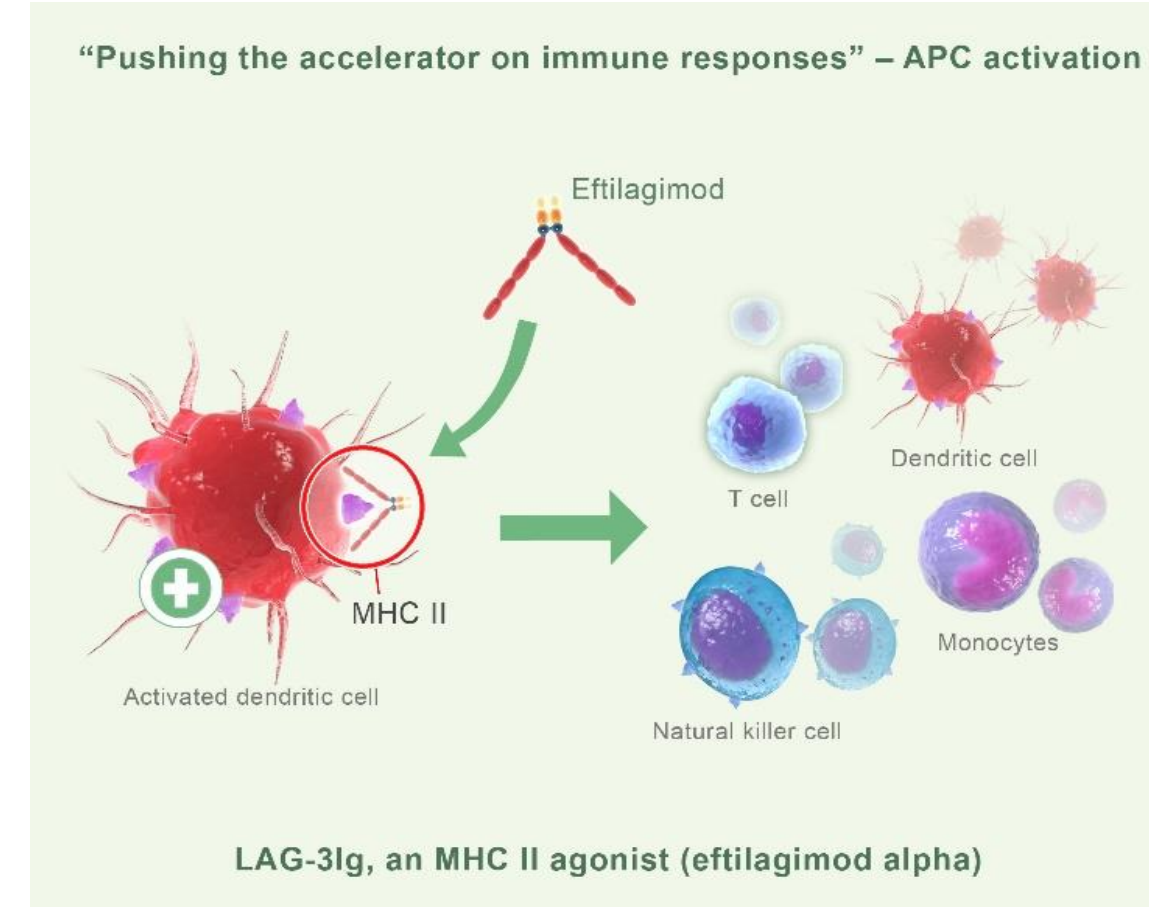 “Pushing the accelerator on immune responses” – APC activation
Eftilagimod
Dendritic cell
T cell
MHC II
Monocytes
Activated dendritic cell
Natural killer cell
LAG-3Ig, an MHC II agonist (eftilagimod alpha)